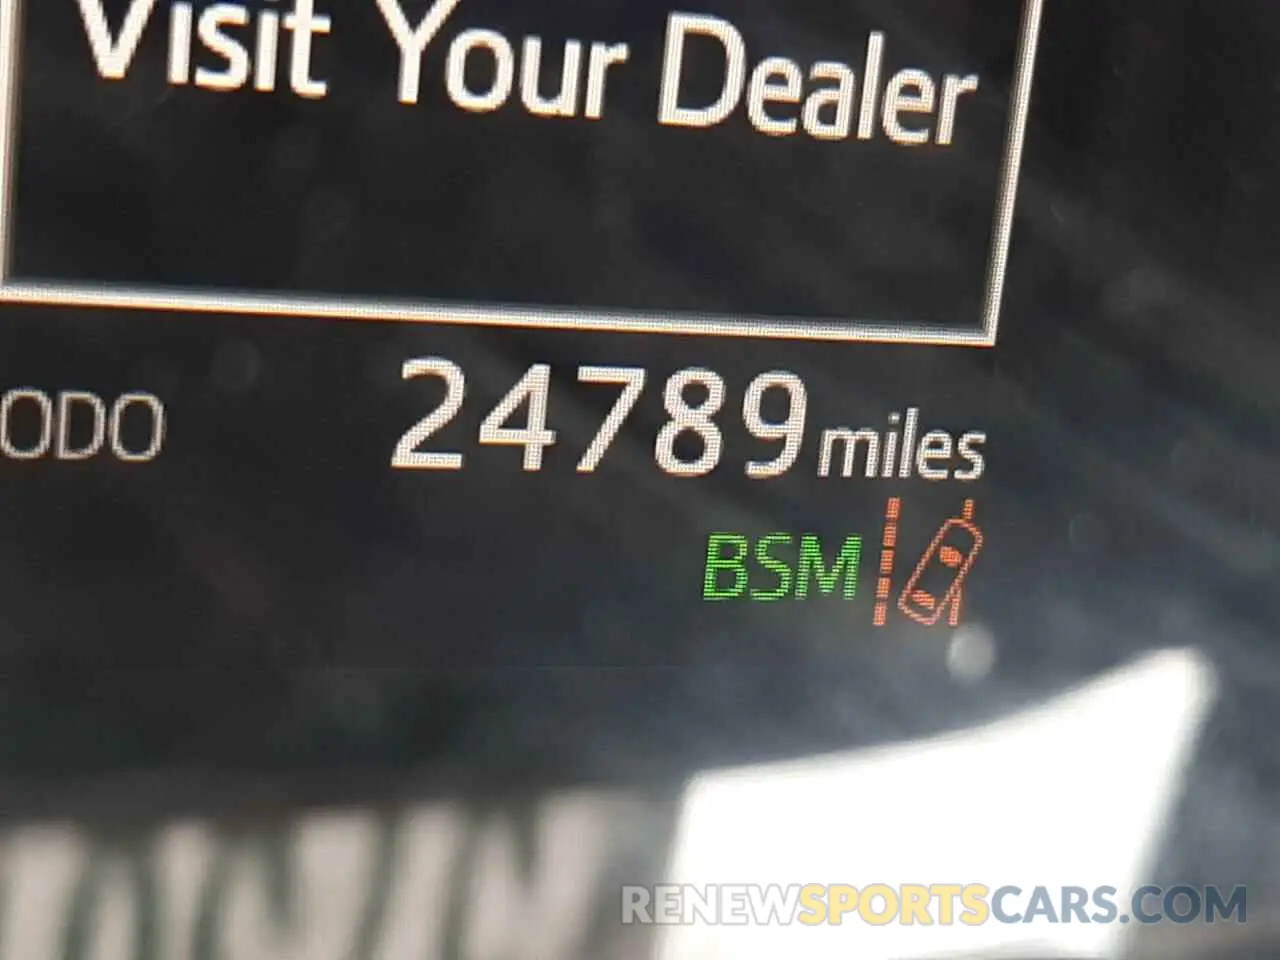 Visit Your Dealer
ODO 24789 miles
BSM
RENEWSPORTSCARS.COM